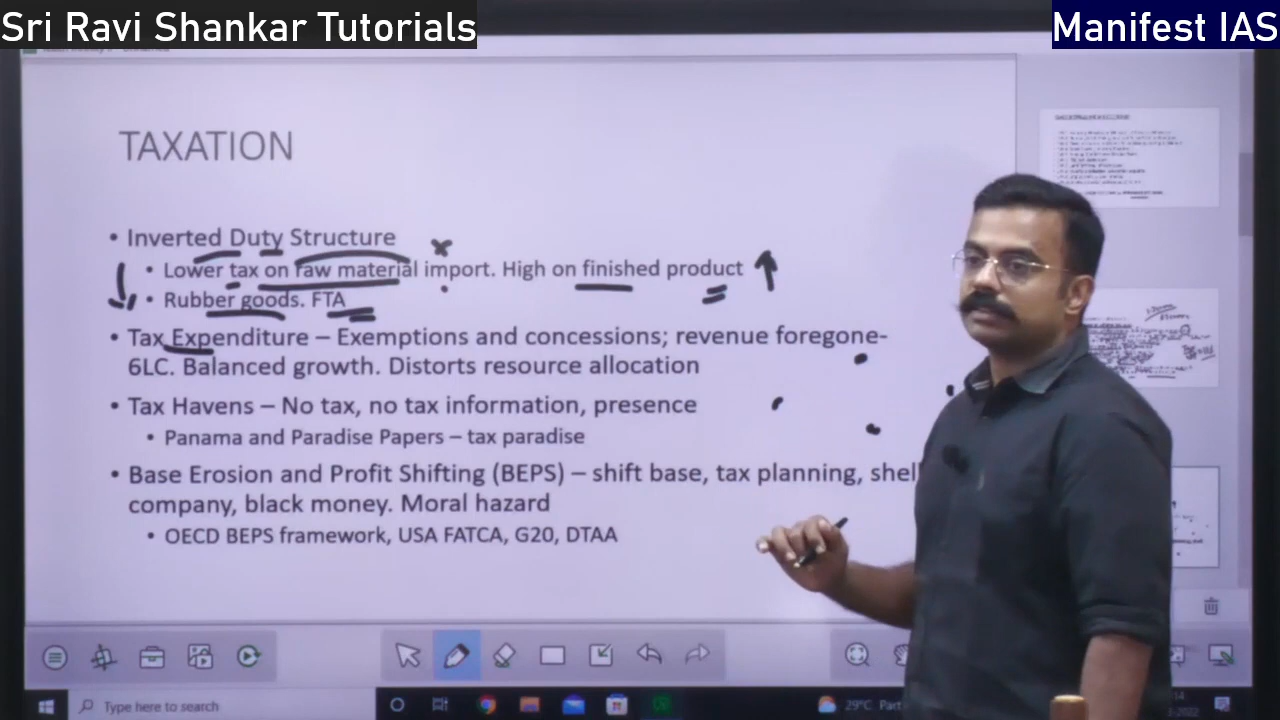 Sri Ravi Shankar Tutorials
Manifest IAS
TAXATION
• Inverted Duty Structure
• Lower tax on raw material import. High on finished product
• Rubber goods. FTA
• Tax Expenditure – Exemptions and concessions; revenue foregone-
6LC. Balanced growth. Distorts resource allocation
• Tax Havens – No tax, no tax information, presence
• Panama and Paradise Papers – tax paradise
• Base Erosion and Profit Shifting (BEPS) – shift base, tax planning, shell
company, black money. Moral hazard
• OECD BEPS framework, USA FATCA, G20, DTAA
Type here to search
29°C